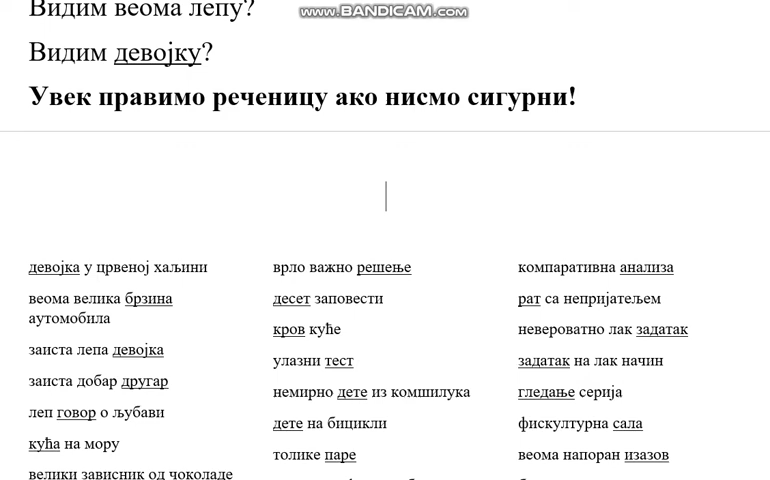 Видим веома лепу?
www.BANDICAM.com
Видим девојку?
Увек правимо реченицу ако нисмо сигурни!
девојка у црвеној хаљини
веома велика брзина
аутомобила
заиста лепа девојка
заиста добар другар
леп говор о љубави
кућа на мору
велики зависник од чоколаде
врло важно решење
десет заповести
кров куће
улазни тест
немирно дете из комшилука
дете на бицикли
толике паре
компаративна анализа
рат са непријатељем
невероватно лак задатак
задатак на лак начин
гледање серија
фискултурна сала
веома напоран изазов